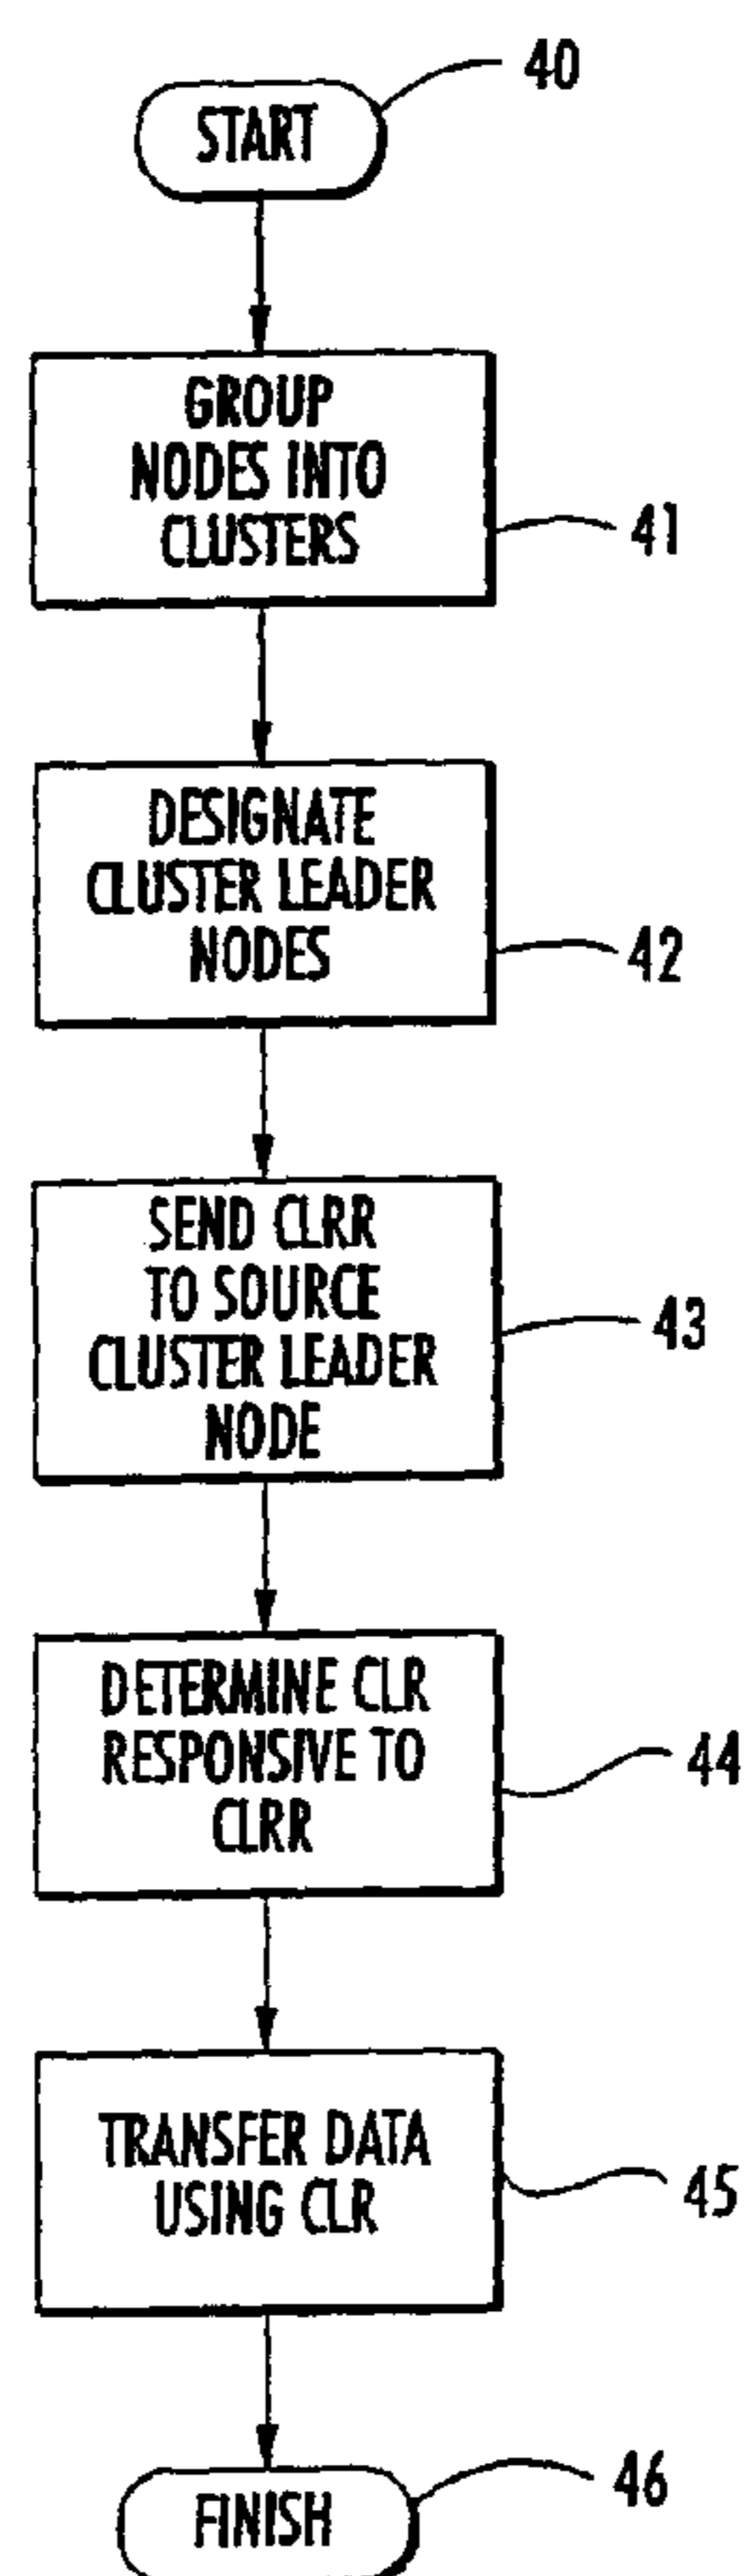 40
START
GROUP
NODES INTO
CLUSTERS
41
DESIGNATE
CLUSTER LEADER
NODES
42
SEND CLRR
TO SOURCE
CLUSTER LEADER
NODE
43
DETERMINE CLR
RESPONSIVE TO
CLRR
44
TRANSFER DATA
USING CLR
45
FINISH
46